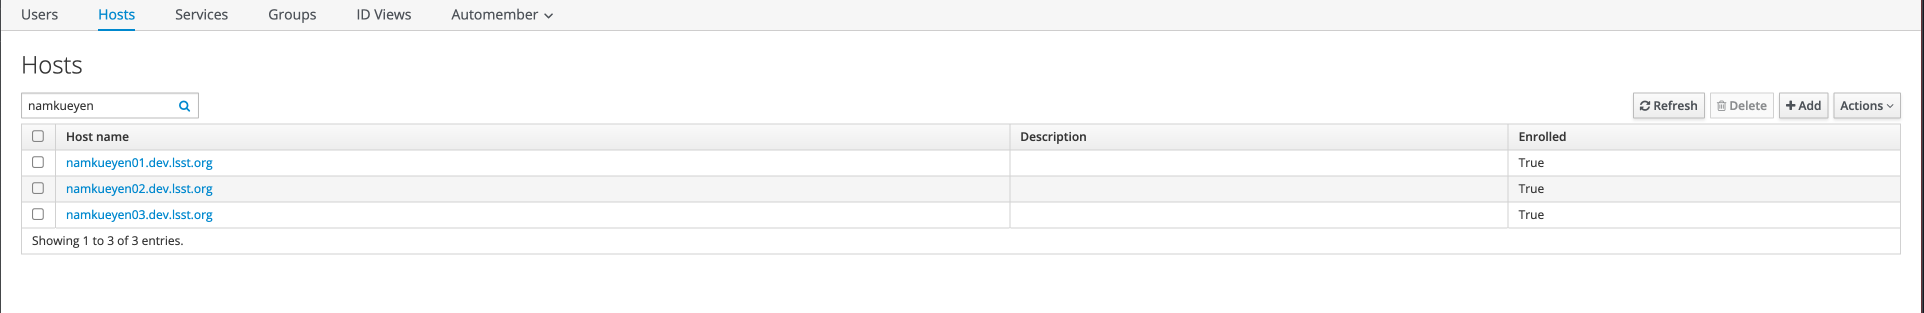 Users Hosts Services Groups ID Views Automember
Hosts
namkueyen Refresh Delete Add Actions
Host name Description Enrolled
namkueyen01.dev.lsst.org True
namkueyen02.dev.lsst.org True
namkueyen03.dev.lsst.org True
Showing 1 to 3 of 3 entries.